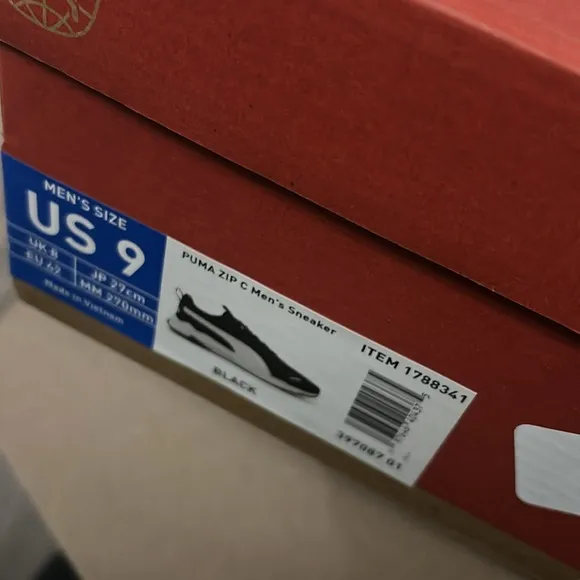 MEN'S SIZE
US 9
UK 8
JP 27cm
EU 42
MM 270mm
Made in Vietnam
PUMA ZIP C Men's Sneaker
BLACK
ITEM 1788341
397087 01